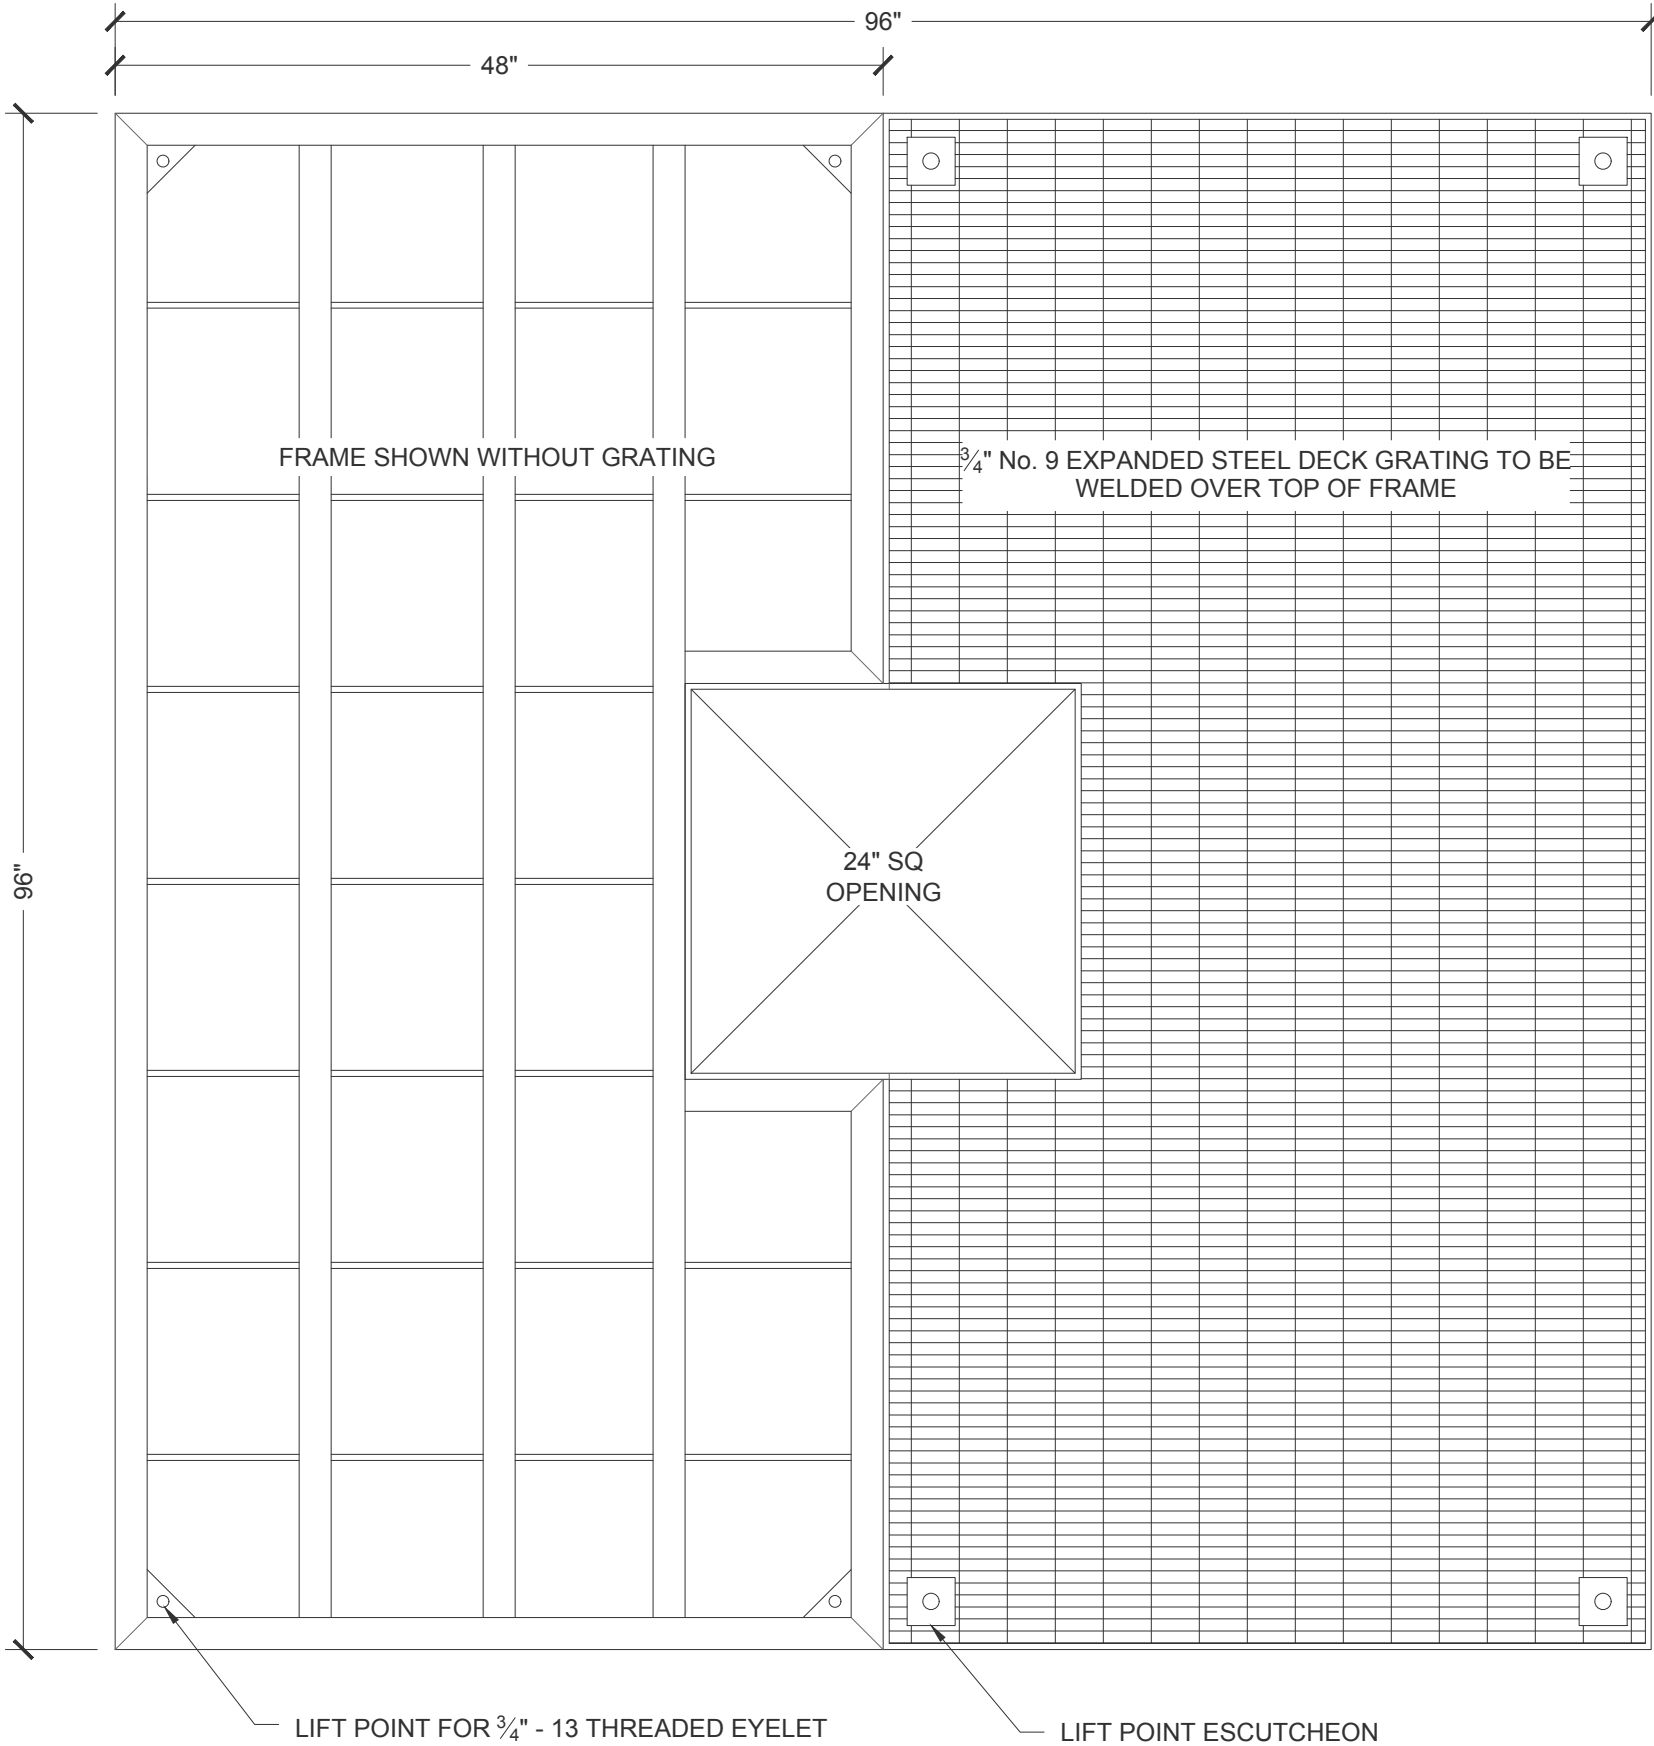 96"
48"
FRAME SHOWN WITHOUT GRATING
3⁄4" No. 9 EXPANDED STEEL DECK GRATING TO BE
WELDED OVER TOP OF FRAME
96"
24" SQ
OPENING
LIFT POINT FOR 3⁄4" - 13 THREADED EYELET
LIFT POINT ESCUTCHEON